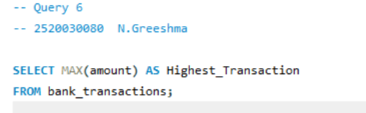 -- Query 6
-- 2520030080  N.Greeshma
SELECT MAX(amount) AS Highest_Transaction
FROM bank_transactions;